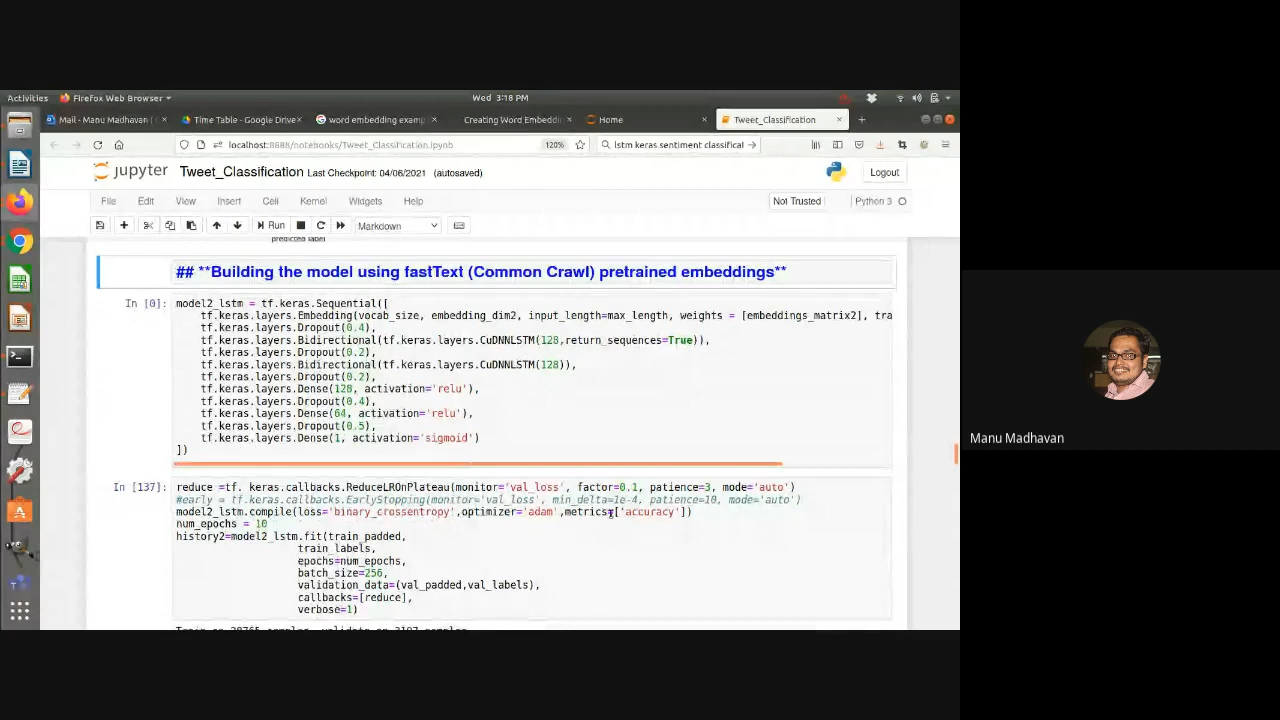 Activities
Firefox Web Browser
Wed 3:18 PM
Mail - Manu Madhavan (
Time Table - Google Drive
word embedding examp
Creating Word Embeddi
Home
Tweet_Classification
localhost:8888/notebooks/Tweet_Classification.ipynb
120%
lstm keras sentiment classifical
jupyter
Tweet_Classification
Last Checkpoint: 04/06/2021 (autosaved)
Logout
File
Edit
View
Insert
Cell
Kernel
Widgets
Help
Not Trusted
Python 3
Run
Markdown
predicted label
## **Building the model using fastText (Common Crawl) pretrained embeddings**
In [0]:
model2_lstm = tf.keras.Sequential([
tf.keras.layers.Embedding(vocab_size, embedding_dim2, input_length=max_length, weights = [embeddings_matrix2], tra
tf.keras.layers.Dropout(0.4),
tf.keras.layers.Bidirectional(tf.keras.layers.CuDNNLSTM(128,return_sequences=True)),
tf.keras.layers.Dropout(0.2),
tf.keras.layers.Bidirectional(tf.keras.layers.CuDNNLSTM(128)),
tf.keras.layers.Dropout(0.2),
tf.keras.layers.Dense(128, activation='relu'),
tf.keras.layers.Dropout(0.4),
tf.keras.layers.Dense(64, activation='relu'),
tf.keras.layers.Dropout(0.5),
tf.keras.layers.Dense(1, activation='sigmoid')
])
In [137]:
reduce =tf. keras.callbacks.ReduceLROnPlateau(monitor='val_loss', factor=0.1, patience=3, mode='auto')
#early = tf.keras.callbacks.EarlyStopping(monitor='val_loss', min_delta=1e-4, patience=10, mode='auto')
model2_lstm.compile(loss='binary_crossentropy',optimizer='adam',metrics=['accuracy'])
num_epochs = 10
history2=model2_lstm.fit(train_padded,
train_labels,
epochs=num_epochs,
batch_size=256,
validation_data=(val_padded,val_labels),
callbacks=[reduce],
verbose=1)
Manu Madhavan